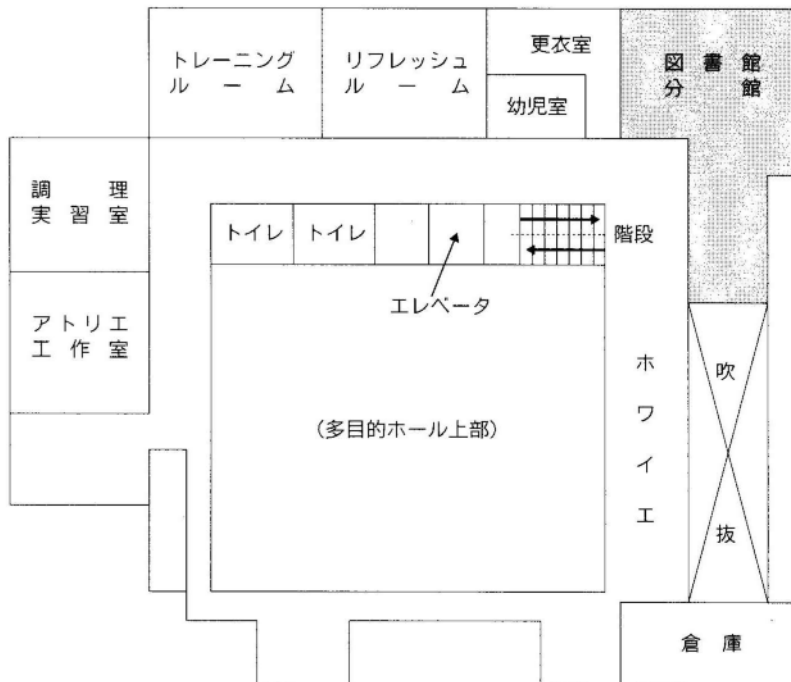 トレーニング
ルーム
リフレッシュ
ルーム
更衣室
幼児室
図書館
分館
調理
実習室
トイレ
トイレ
階段
エレベータ
アトリエ
工作室
(多目的ホール上部)
ホワイエ
吹抜
倉庫